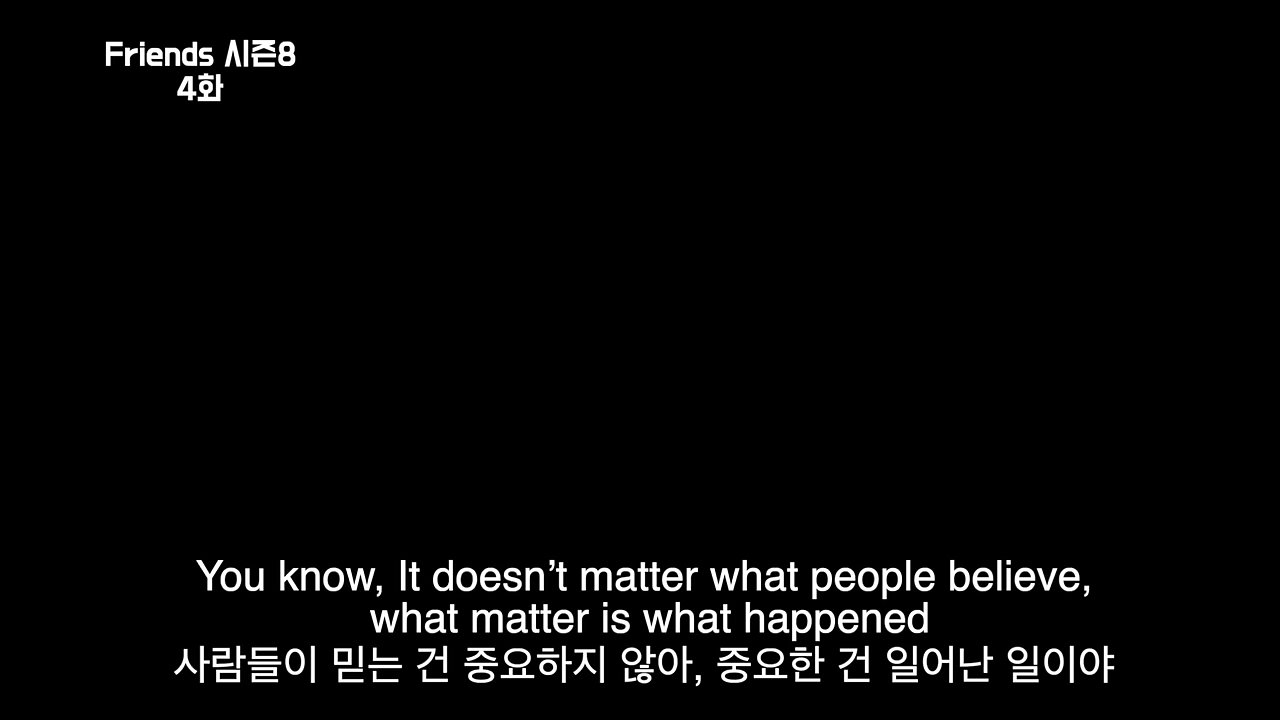 Friends 시즌8
4화
You know, It doesn’t matter what people believe,
what matter is what happened
사람들이 믿는 건 중요하지 않아, 중요한 건 일어난 일이야